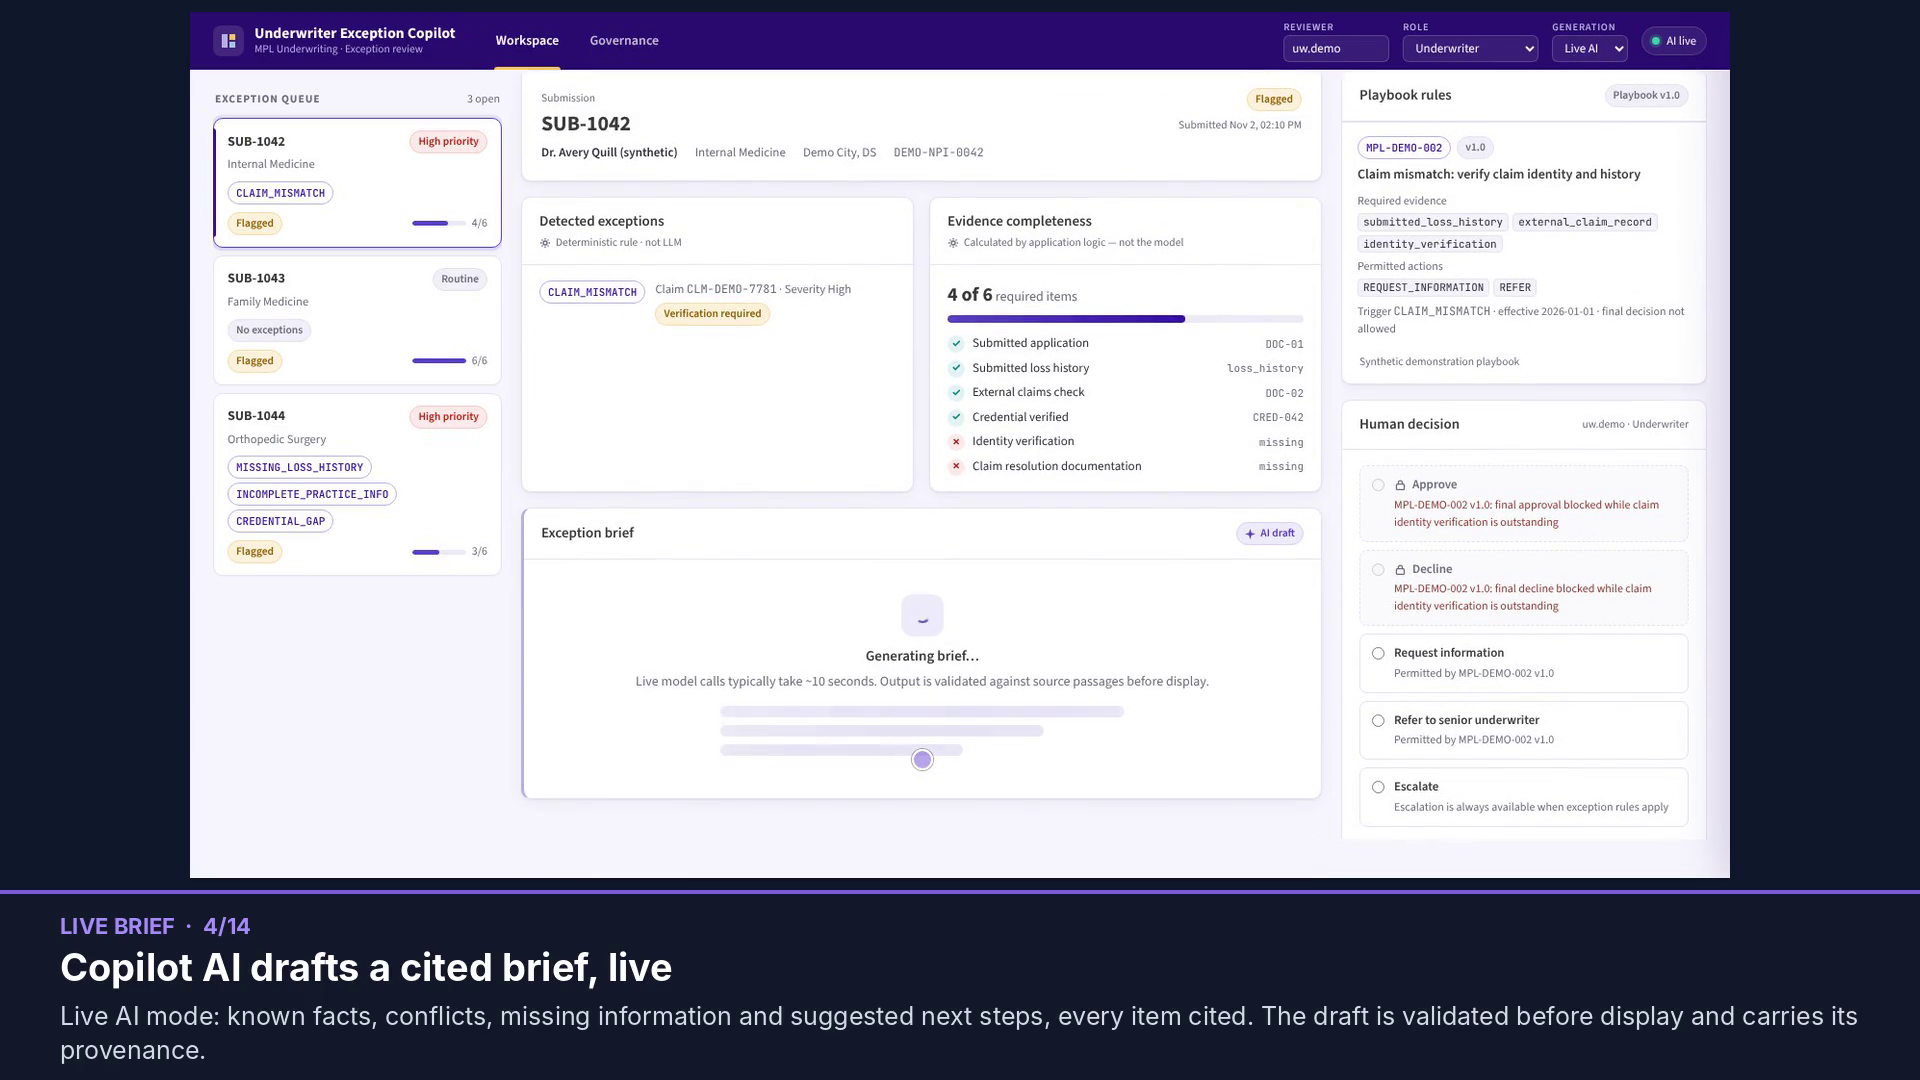 Underwriter Exception Copilot
MPL Underwriting · Exception review
Workspace
Governance
REVIEWER
uw.demo
ROLE
Underwriter
GENERATION
Live AI
AI live
EXCEPTION QUEUE
3 open
SUB-1042
High priority
Internal Medicine
CLAIM_MISMATCH
Flagged
4/6
SUB-1043
Routine
Family Medicine
No exceptions
Flagged
6/6
SUB-1044
High priority
Orthopedic Surgery
MISSING_LOSS_HISTORY
INCOMPLETE_PRACTICE_INFO
CREDENTIAL_GAP
Flagged
3/6
Submission
Flagged
SUB-1042
Submitted Nov 2, 02:10 PM
Dr. Avery Quill (synthetic) Internal Medicine Demo City, DS DEMO-NPI-0042
Detected exceptions
Deterministic rule · not LLM
CLAIM_MISMATCH
Claim CLM-DEMO-7781 · Severity High
Verification required
Evidence completeness
Calculated by application logic — not the model
4 of 6 required items
Submitted application DOC-01
Submitted loss history loss_history
External claims check DOC-02
Credential verified CRED-042
Identity verification missing
Claim resolution documentation missing
Exception brief
AI draft
Generating brief...
Live model calls typically take ~10 seconds. Output is validated against source passages before display.
Playbook rules
Playbook v1.0
MPL-DEMO-002 v1.0
Claim mismatch: verify claim identity and history
Required evidence
submitted_loss_history external_claim_record
identity_verification
Permitted actions
REQUEST_INFORMATION REFER
Trigger CLAIM_MISMATCH · effective 2026-01-01 · final decision not
allowed
Synthetic demonstration playbook
Human decision
uw.demo · Underwriter
Approve
MPL-DEMO-002 v1.0: final approval blocked while claim
identity verification is outstanding
Decline
MPL-DEMO-002 v1.0: final decline blocked while claim
identity verification is outstanding
Request information
Permitted by MPL-DEMO-002 v1.0
Refer to senior underwriter
Permitted by MPL-DEMO-002 v1.0
Escalate
Escalation is always available when exception rules apply
LIVE BRIEF · 4/14
Copilot AI drafts a cited brief, live
Live AI mode: known facts, conflicts, missing information and suggested next steps, every item cited. The draft is validated before display and carries its
provenance.